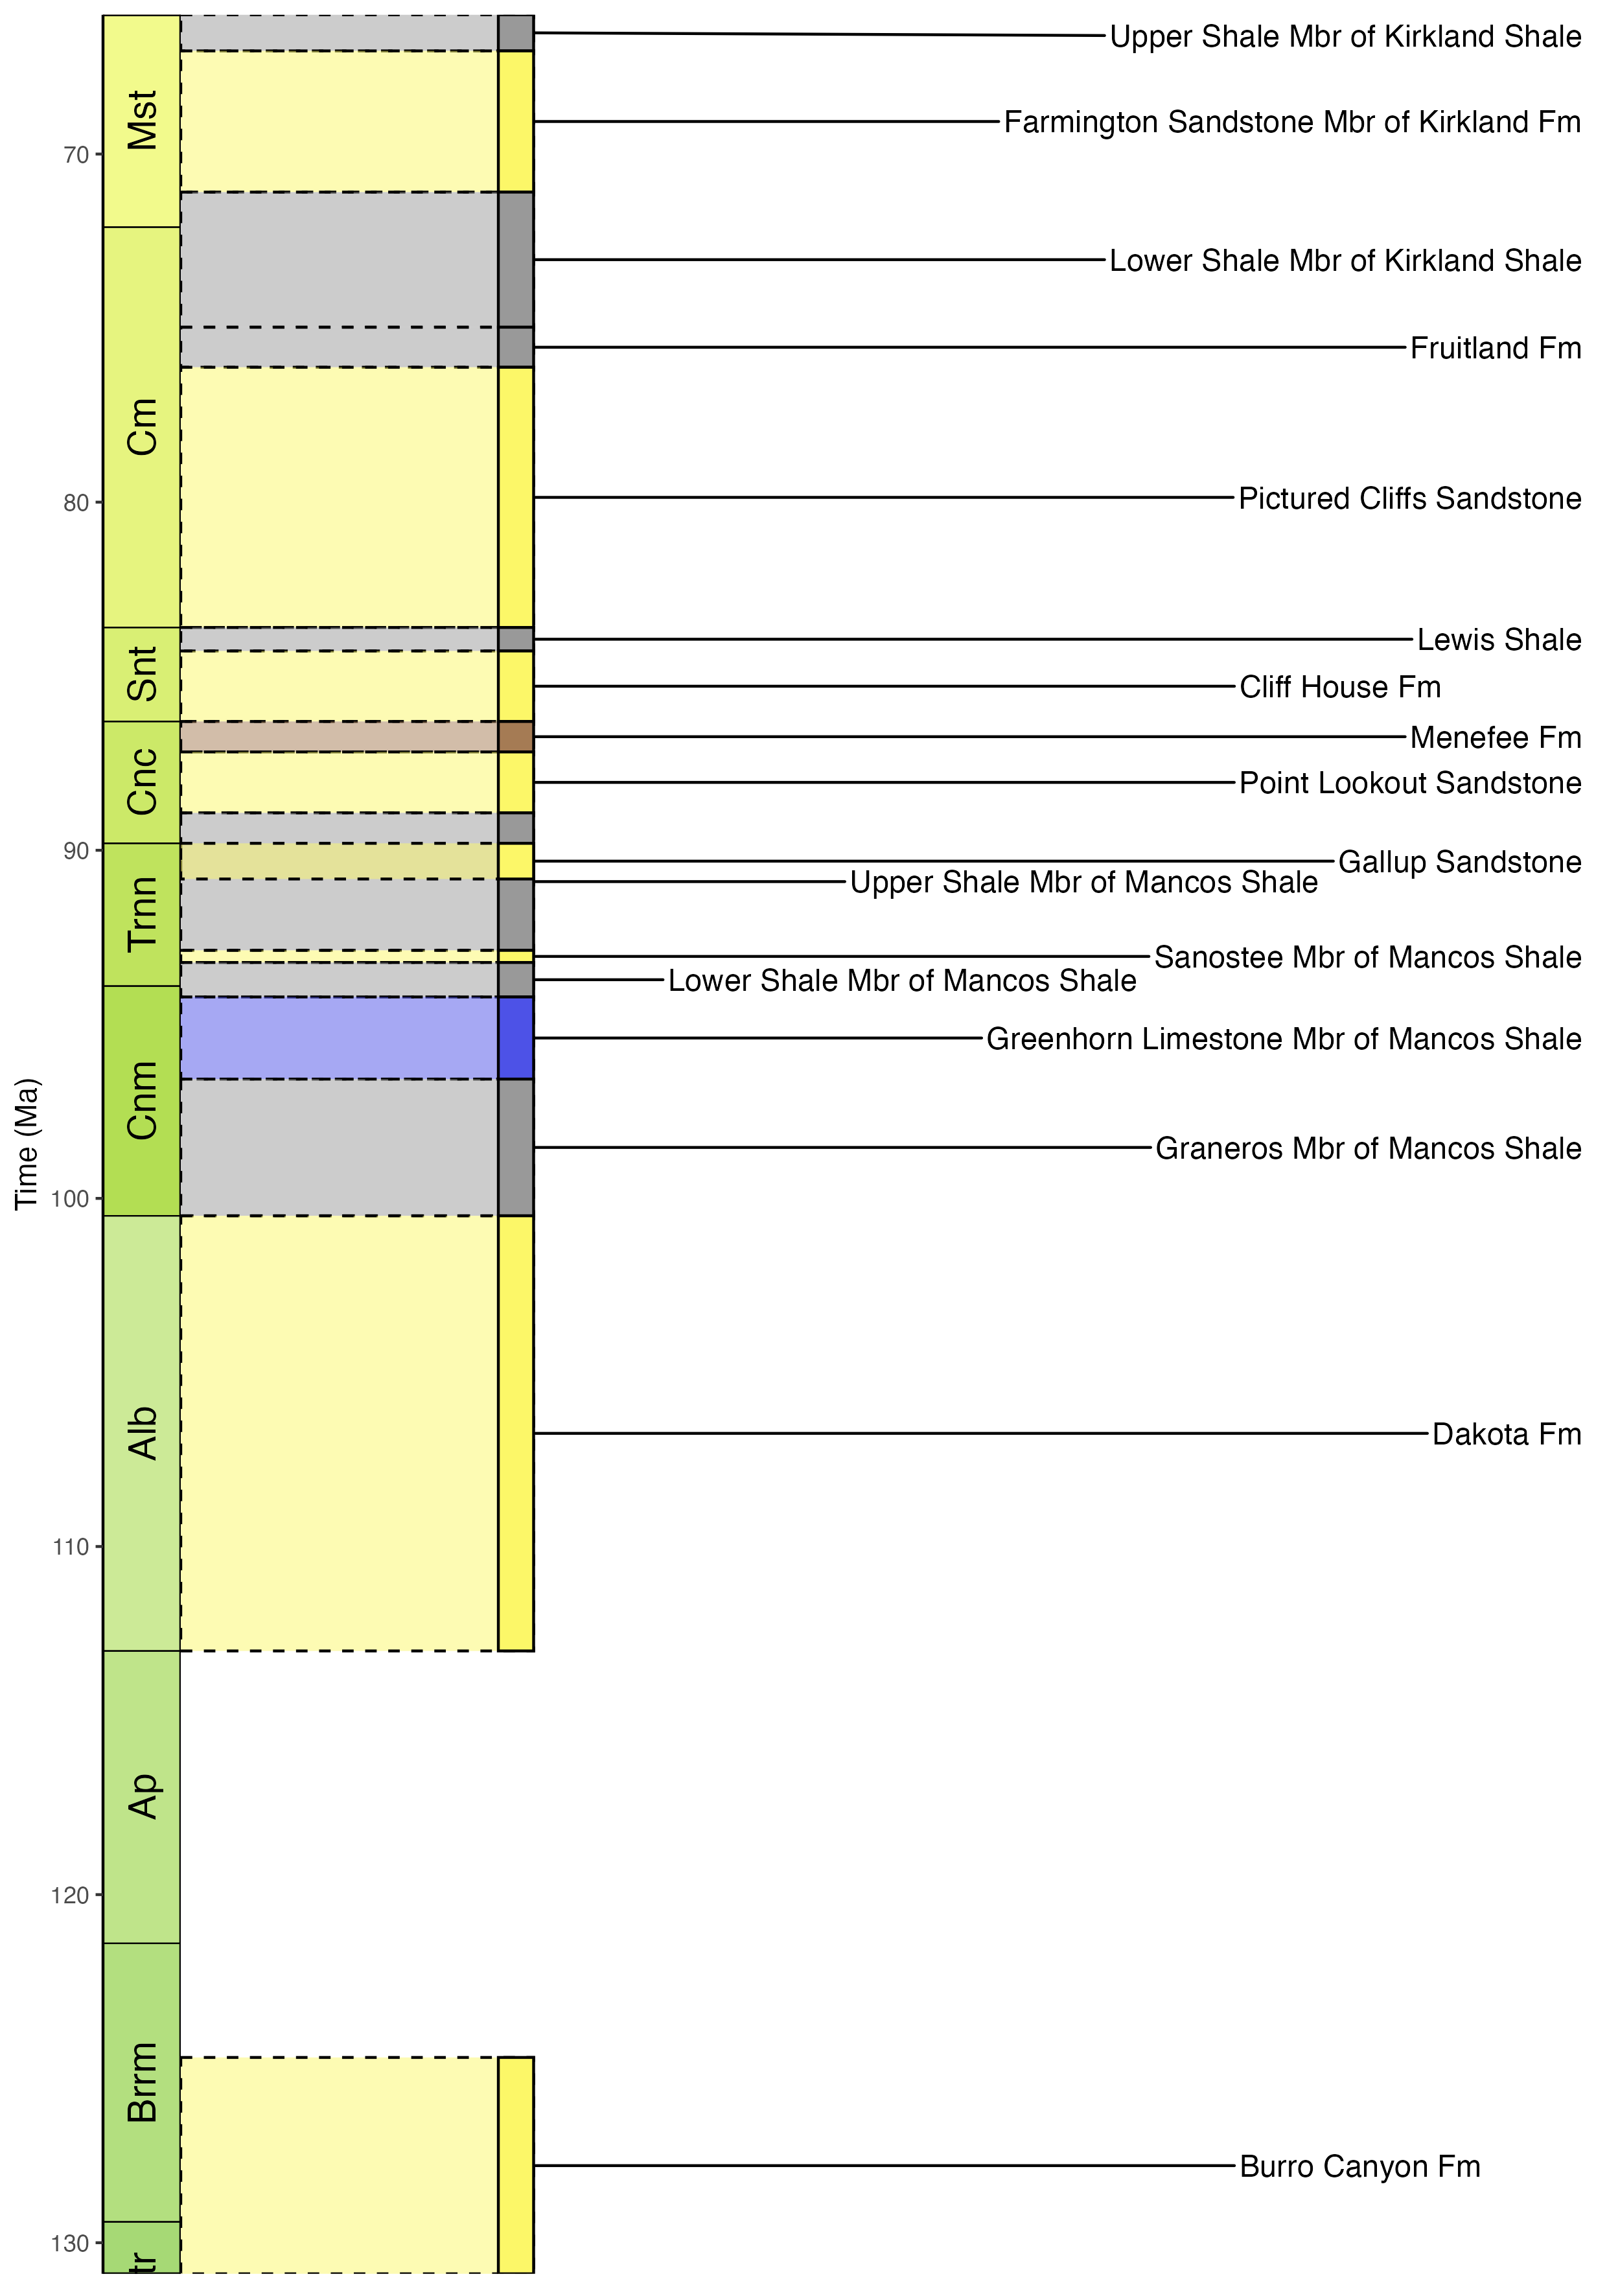 Upper Shale Mbr of Kirkland Shale
Mst
Farmington Sandstone Mbr of Kirkland Fm
70
Lower Shale Mbr of Kirkland Shale
Fruitland Fm
Cm
Pictured Cliffs Sandstone
80
Lewis Shale
Snt
Cliff House Fm
Menefee Fm
Cnc
Point Lookout Sandstone
90
Gallup Sandstone
Upper Shale Mbr of Mancos Shale
Trnn
Sanostee Mbr of Mancos Shale
Lower Shale Mbr of Mancos Shale
Greenhorn Limestone Mbr of Mancos Shale
Cnm
Time (Ma)
Graneros Mbr of Mancos Shale
100
Alb
Dakota Fm
110
Ap
120
Brrm
Burro Canyon Fm
130
tr